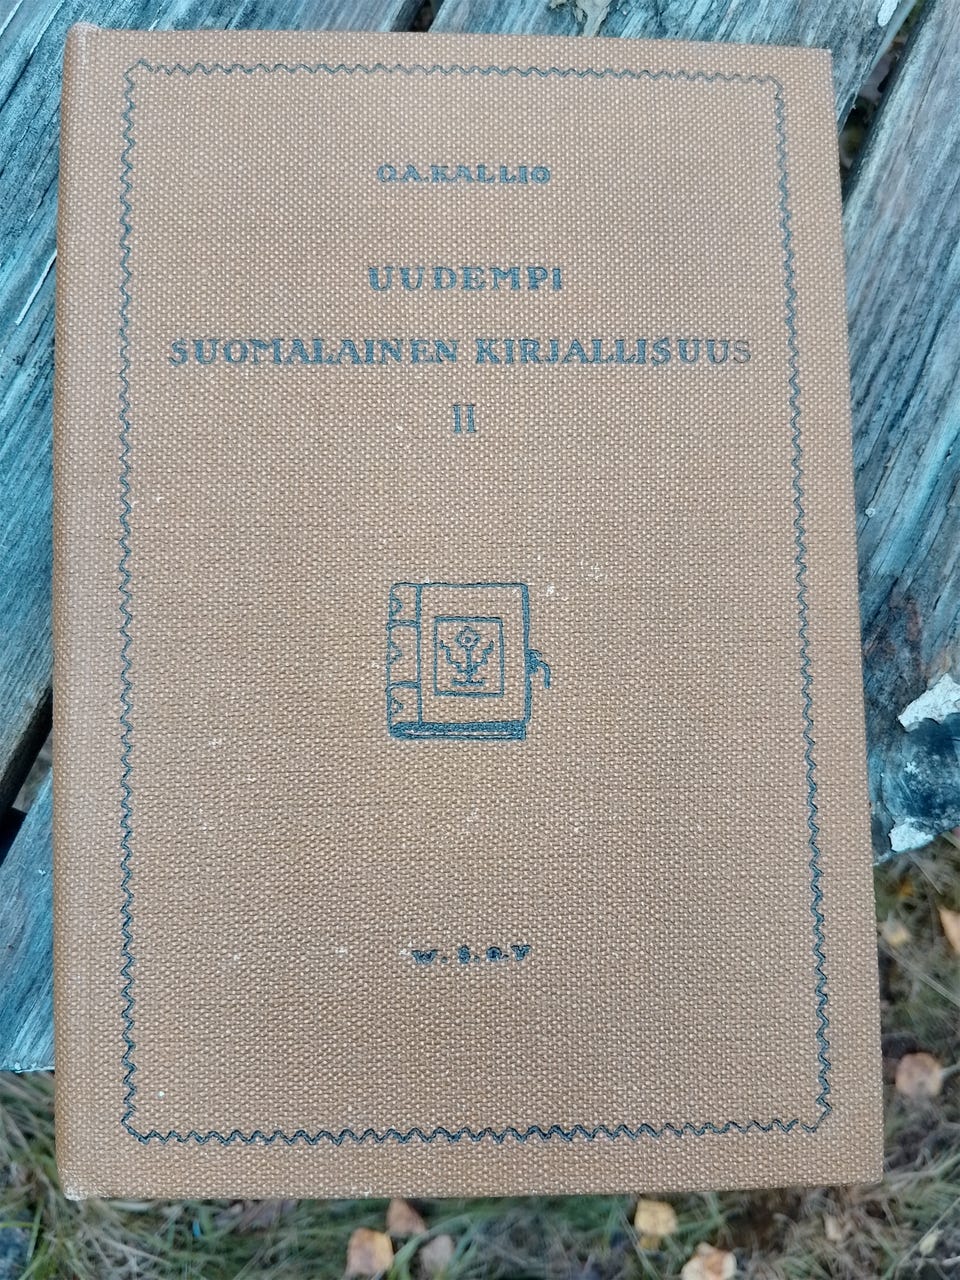 O.A.KALLIO
UUDEMPI
SUOMALAINEN KIRJALLISUUS
II
W.S.O.Y